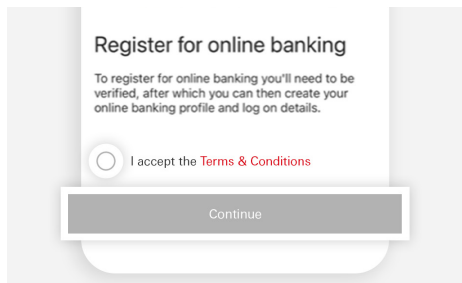 Register for online banking
To register for online banking you'll need to be
verified, after which you can then create your
online banking profile and log on details.
I accept the Terms & Conditions
Continue